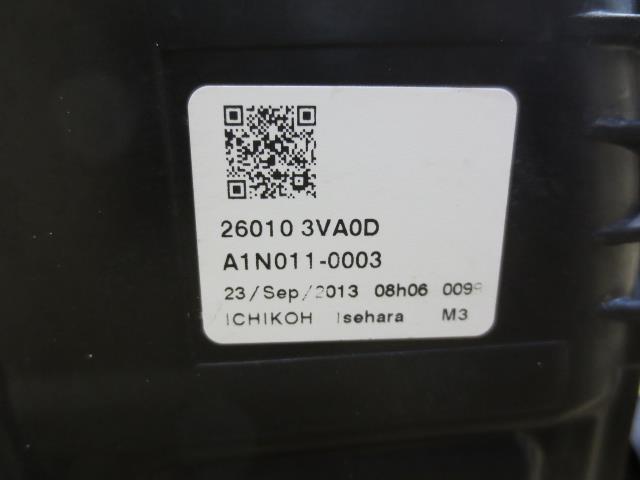 26010 3VA0D
A1N011-0003
23/Sep/2013 08h06
ICHIKOH Isehara M3